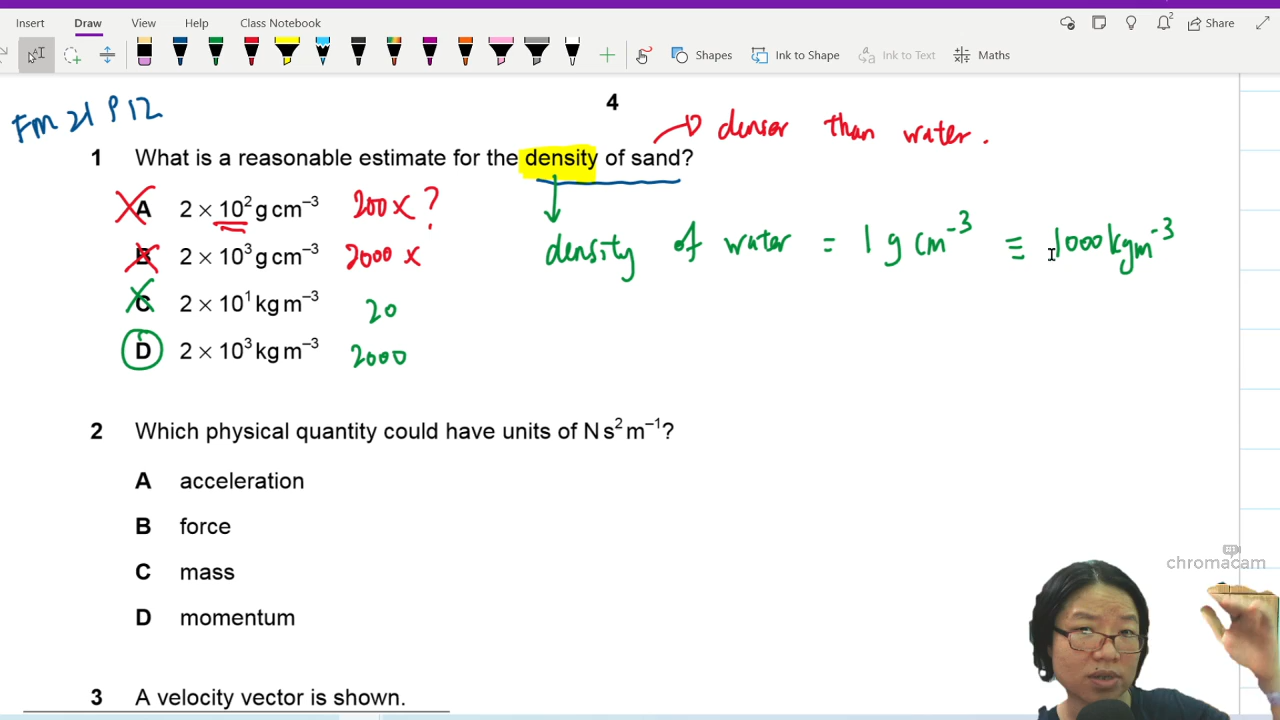 Insert Draw View Help Class Notebook
2 Share
Shapes Ink to Shape Ink to Text Maths
FM 21 P12
4
denser than water.
1 What is a reasonable estimate for the density of sand?
A 2 × 10² g cm⁻³ 200 x ?
B 2 × 10³ g cm⁻³ 2000 x
density of water = 1 g cm⁻³ ≡ 1000 kg m⁻³
C 2 × 10¹ kg m⁻³ 20
D 2 × 10³ kg m⁻³ 2000
2 Which physical quantity could have units of N s² m⁻¹?
A acceleration
B force
C mass
D momentum
chromacam
3 A velocity vector is shown.